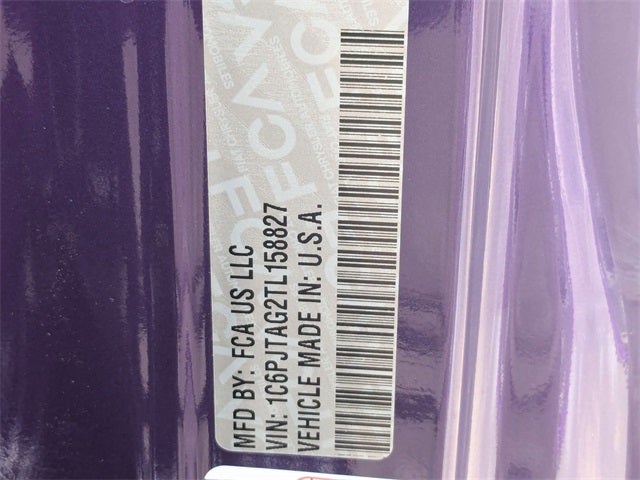 MFD BY: FCA US LLC
VIN: 1C6PJTAG2TL158827
VEHICLE MADE IN: U.S.A.